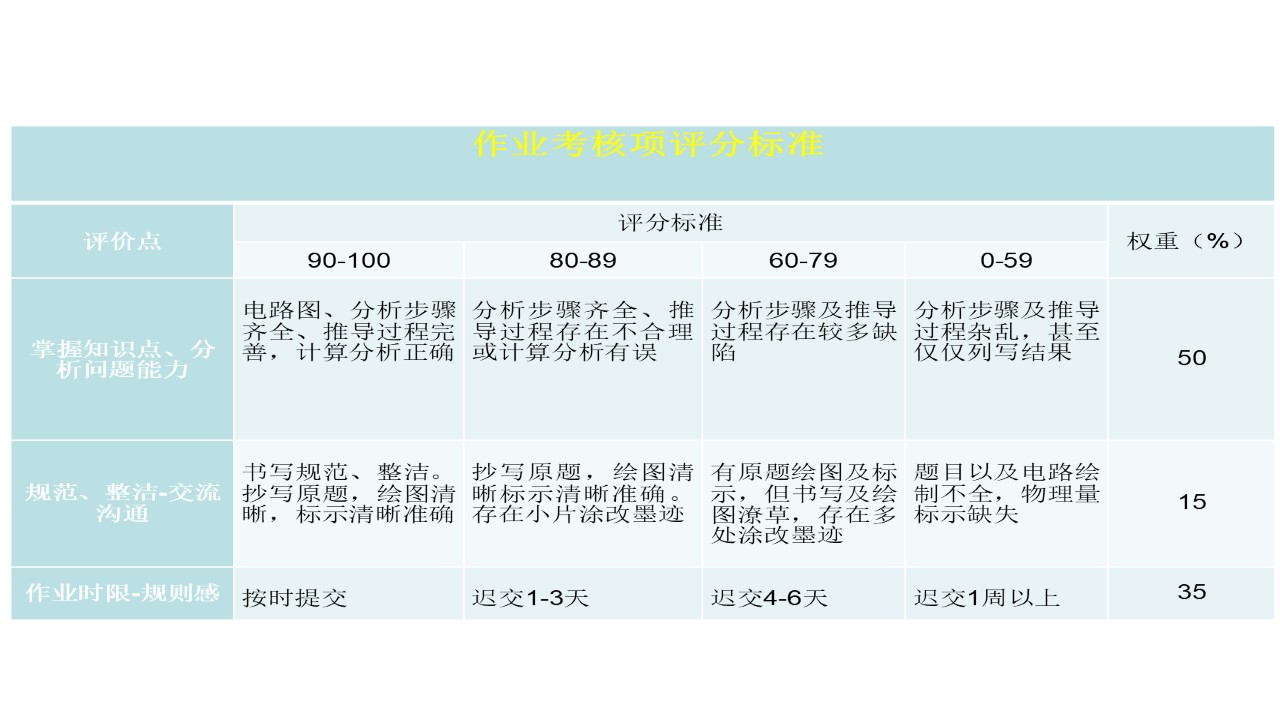 作业考核项评分标准
评价点
评分标准
权重（%）
90-100
80-89
60-79
0-59
掌握知识点、分
析问题能力
电路图、分析步骤
齐全、推导过程完
善，计算分析正确
分析步骤齐全、推
导过程存在不合理
或计算分析有误
分析步骤及推导
过程存在较多缺
陷
分析步骤及推导
过程杂乱，甚至
仅仅列写结果
50
规范、整洁-交流
沟通
书写规范、整洁。
抄写原题，绘图清
晰，标示清晰准确
抄写原题，绘图清
晰标示清晰准确。
存在小片涂改墨迹
有原题绘图及标
示，但书写及绘
图潦草，存在多
处涂改墨迹
题目以及电路绘
制不全，物理量
标示缺失
15
作业时限-规则感
按时提交
迟交1-3天
迟交4-6天
迟交1周以上
35